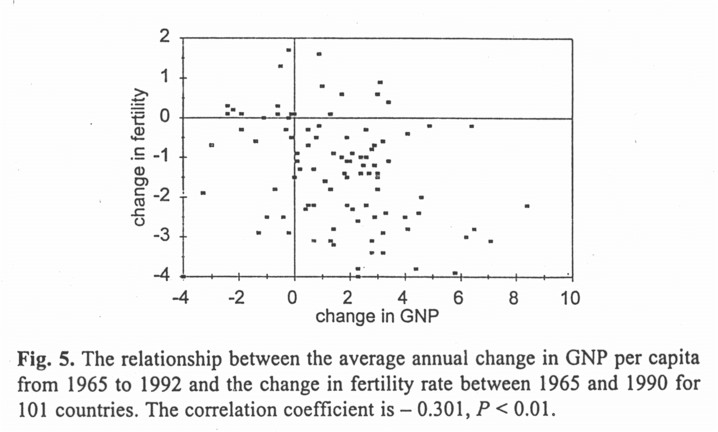 2
1
0
-1
-2
-3
-4
change in fertility
-4 -2 0 2 4 6 8 10
change in GNP
Fig. 5. The relationship between the average annual change in GNP per capita
from 1965 to 1992 and the change in fertility rate between 1965 and 1990 for
101 countries. The correlation coefficient is – 0.301, P < 0.01.